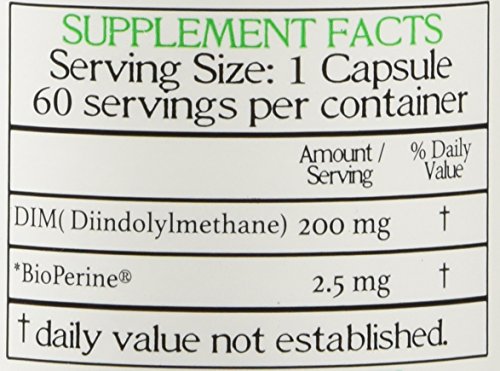 SUPPLEMENT FACTS
Serving Size: 1 Capsule
60 servings per container
Amount / % Daily
Serving Value
DIM( Diindolylmethane) 200 mg †
*BioPerine® 2.5 mg †
† daily value not established.